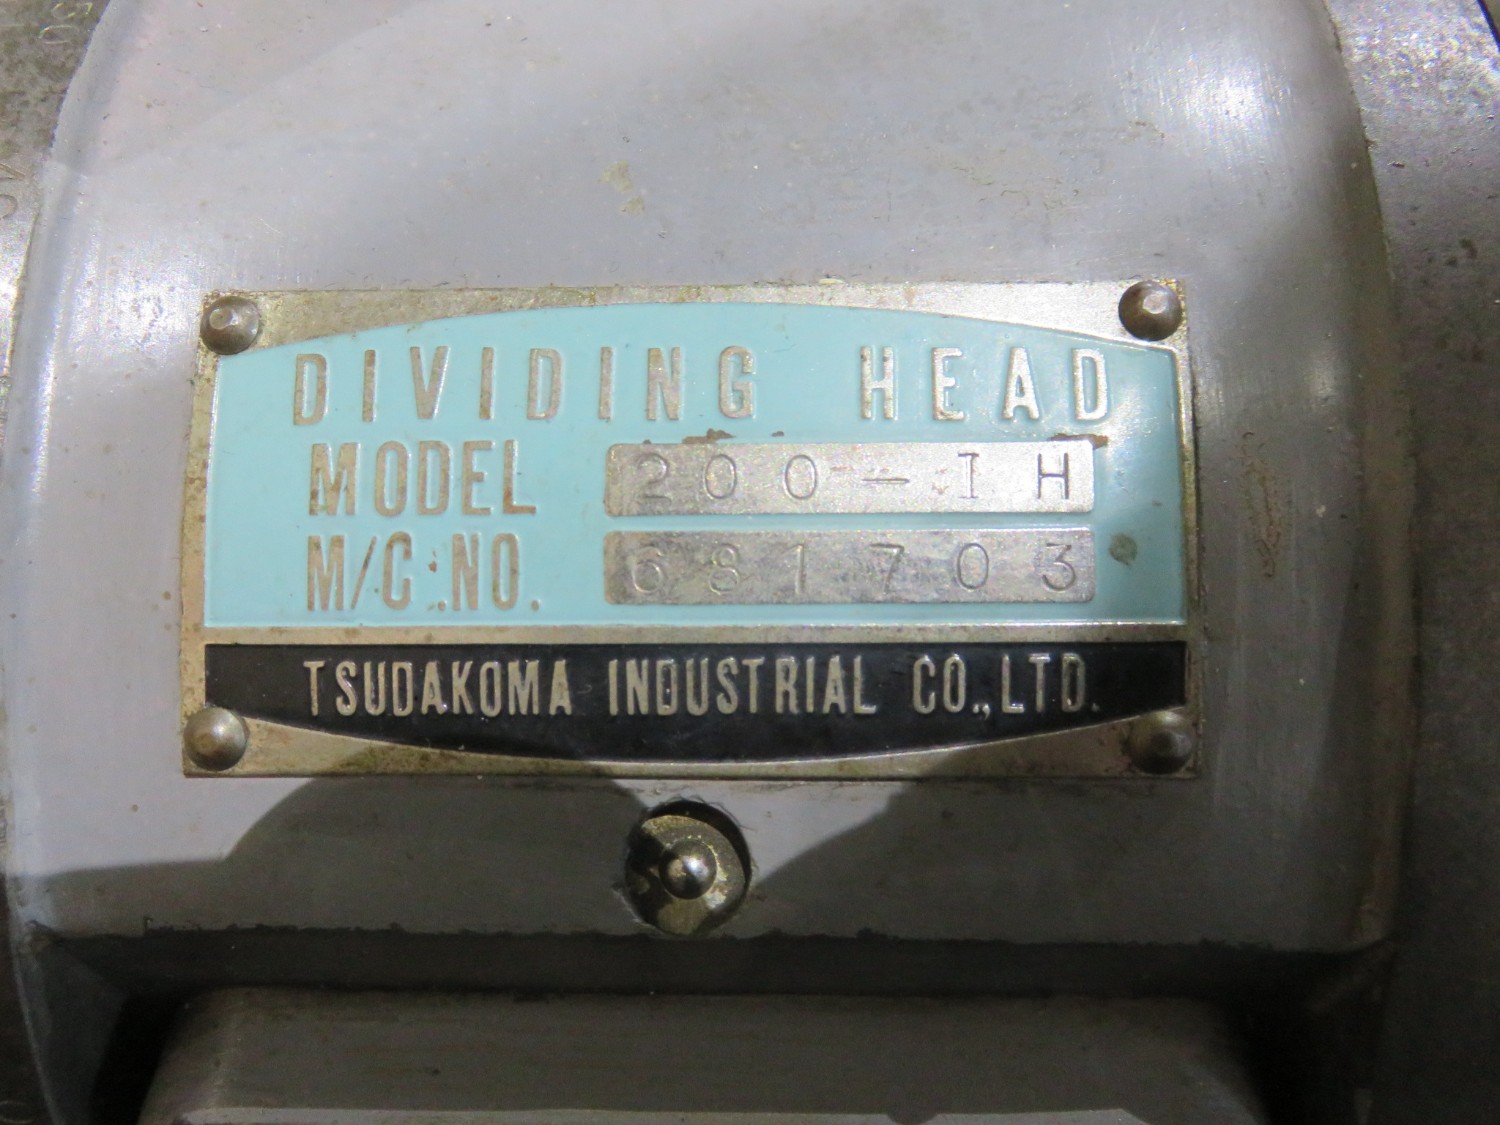 DIVIDING HEAD
MODEL 200-IH
M/C.NO. 681703
TSUDAKOMA INDUSTRIAL CO.,LTD.